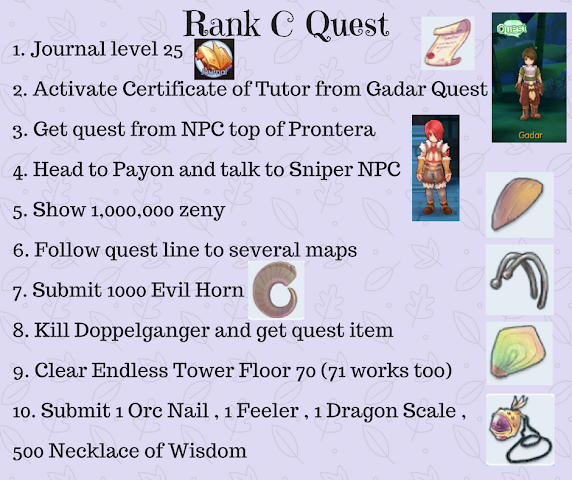 Rank C Quest
1. Journal level 25
Journal
2. Activate Certificate of Tutor from Gadar Quest
Quest
Gadar
3. Get quest from NPC top of Prontera
4. Head to Payon and talk to Sniper NPC
5. Show 1,000,000 zeny
6. Follow quest line to several maps
7. Submit 1000 Evil Horn
8. Kill Doppelganger and get quest item
9. Clear Endless Tower Floor 70 (71 works too)
10. Submit 1 Orc Nail , 1 Feeler , 1 Dragon Scale ,
500 Necklace of Wisdom